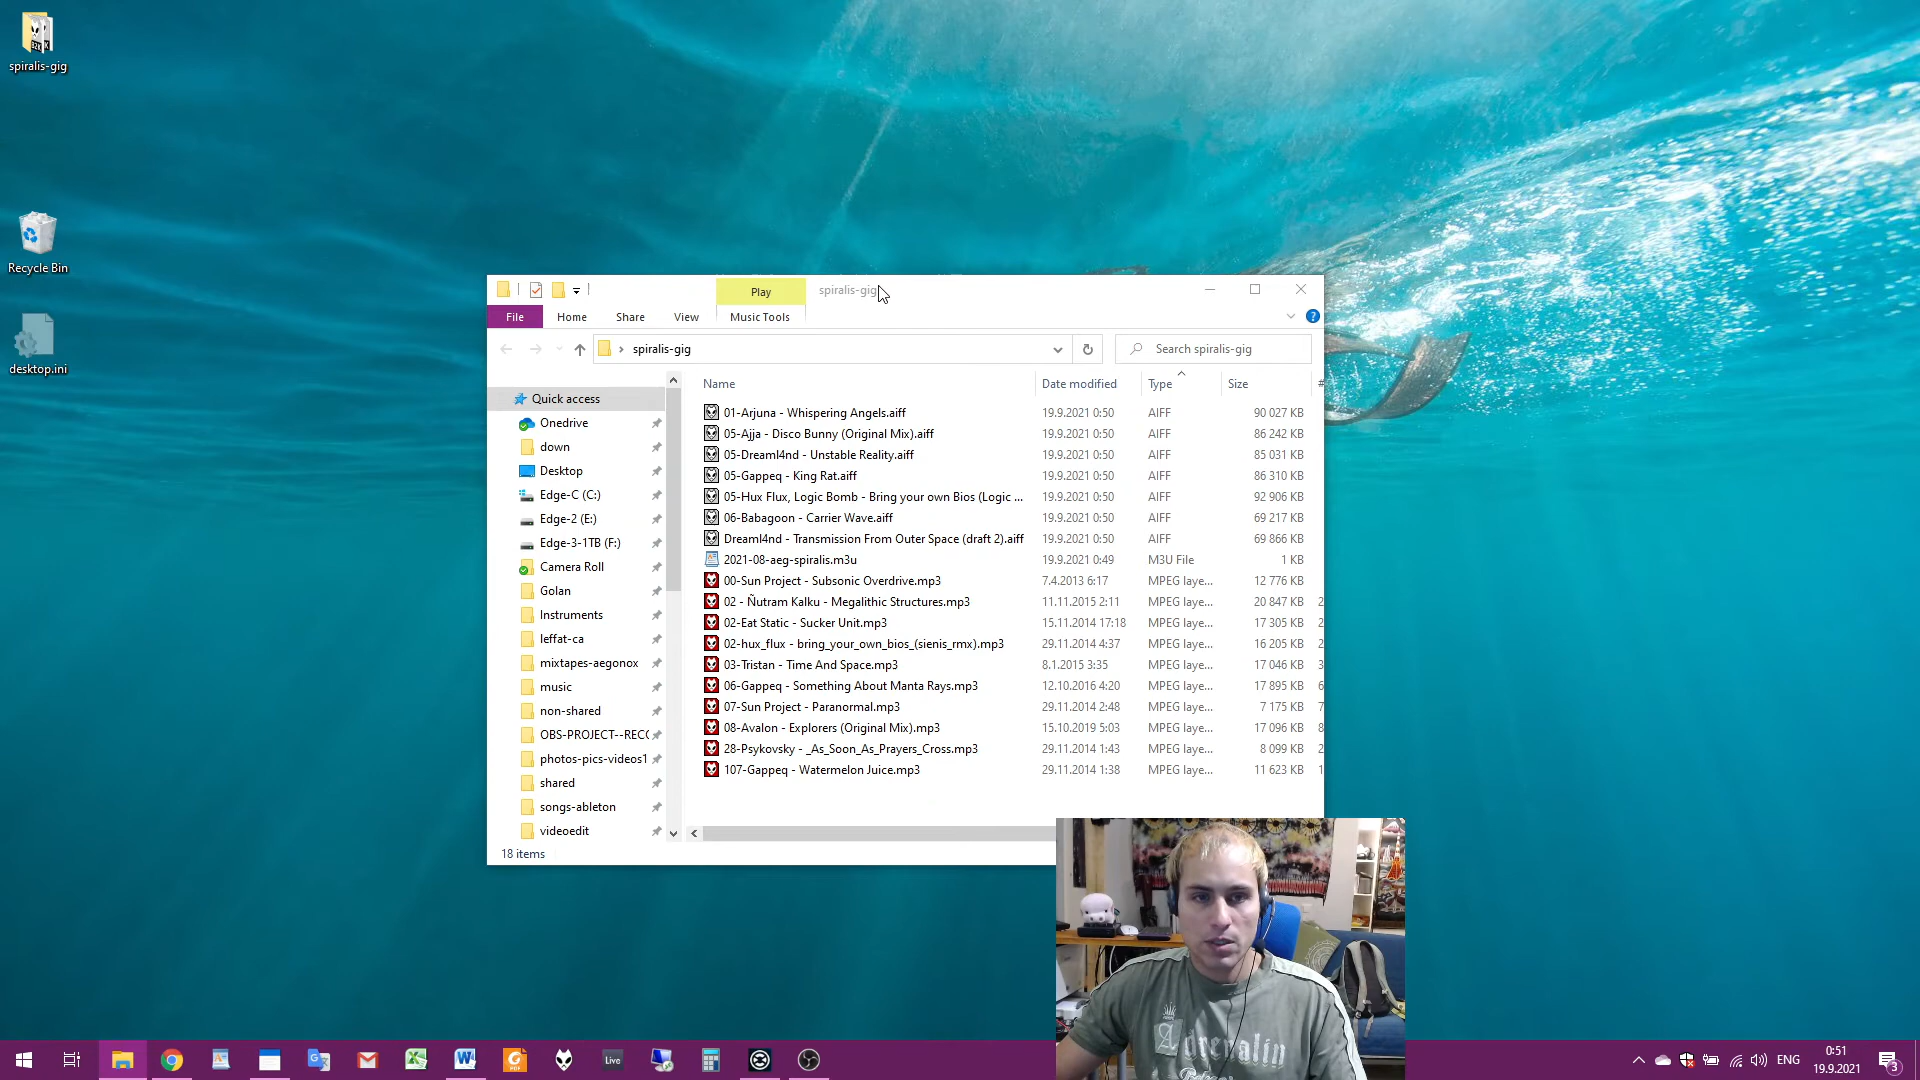 spiralis-gig
Recycle Bin
desktop.ini
Play
spiralis-gig
File
Home
Share
View
Music Tools
spiralis-gig
Search spiralis-gig
Name
Date modified
Type
Size
#
Quick access
Onedrive
down
Desktop
Edge-C (C:)
Edge-2 (E:)
Edge-3-1TB (F:)
Camera Roll
Golan
Instruments
leffat-ca
mixtapes-aegonox
music
non-shared
OBS-PROJECT--REC
photos-pics-videos1
shared
songs-ableton
videoedit
01-Arjuna - Whispering Angels.aiff 19.9.2021 0:50 AIFF 90 027 KB
05-Ajja - Disco Bunny (Original Mix).aiff 19.9.2021 0:50 AIFF 86 242 KB
05-Dreaml4nd - Unstable Reality.aiff 19.9.2021 0:50 AIFF 85 031 KB
05-Gappeq - King Rat.aiff 19.9.2021 0:50 AIFF 86 310 KB
05-Hux Flux, Logic Bomb - Bring your own Bios (Logic ... 19.9.2021 0:50 AIFF 92 906 KB
06-Babagoon - Carrier Wave.aiff 19.9.2021 0:50 AIFF 69 217 KB
Dreaml4nd - Transmission From Outer Space (draft 2).aiff 19.9.2021 0:50 AIFF 69 866 KB
2021-08-aeg-spiralis.m3u 19.9.2021 0:49 M3U File 1 KB
00-Sun Project - Subsonic Overdrive.mp3 7.4.2013 6:17 MPEG laye... 12 776 KB
02 - Ñutram Kalku - Megalithic Structures.mp3 11.11.2015 2:11 MPEG laye... 20 847 KB 2
02-Eat Static - Sucker Unit.mp3 15.11.2014 17:18 MPEG laye... 17 305 KB 2
02-hux_flux - bring_your_own_bios_(sienis_rmx).mp3 29.11.2014 4:37 MPEG laye... 16 205 KB 2
03-Tristan - Time And Space.mp3 8.1.2015 3:35 MPEG laye... 17 046 KB 3
06-Gappeq - Something About Manta Rays.mp3 12.10.2016 4:20 MPEG laye... 17 895 KB 6
07-Sun Project - Paranormal.mp3 29.11.2014 2:48 MPEG laye... 7 175 KB 7
08-Avalon - Explorers (Original Mix).mp3 15.10.2019 5:03 MPEG laye... 17 096 KB 8
28-Psykovsky - _As_Soon_As_Prayers_Cross.mp3 29.11.2014 1:43 MPEG laye... 8 099 KB 2
107-Gappeq - Watermelon Juice.mp3 29.11.2014 1:38 MPEG laye... 11 623 KB 1
18 items
Adrenalin
Live
ENG
0:51
19.9.2021
3